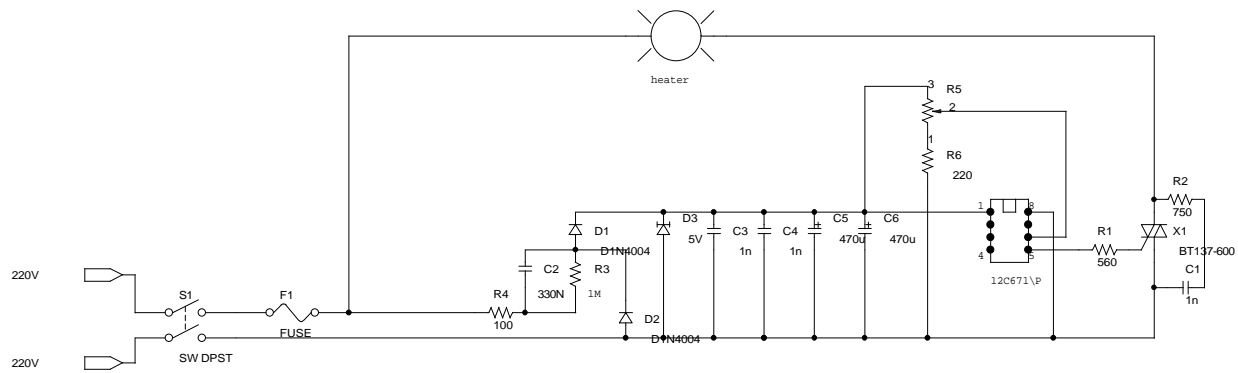 heater
3 R5
2
1
R6
220
R2
750
1 8
D1
D1N4004
D3
5V
C3
1n
C4
1n
C5
470u
C6
470u
R1
560
X1
BT137-600
4 5
12C671\P
C1
1n
220V
C2
330N
R3
1M
S1
F1
R4
100
D2
D1N4004
FUSE
220V
SW DPST